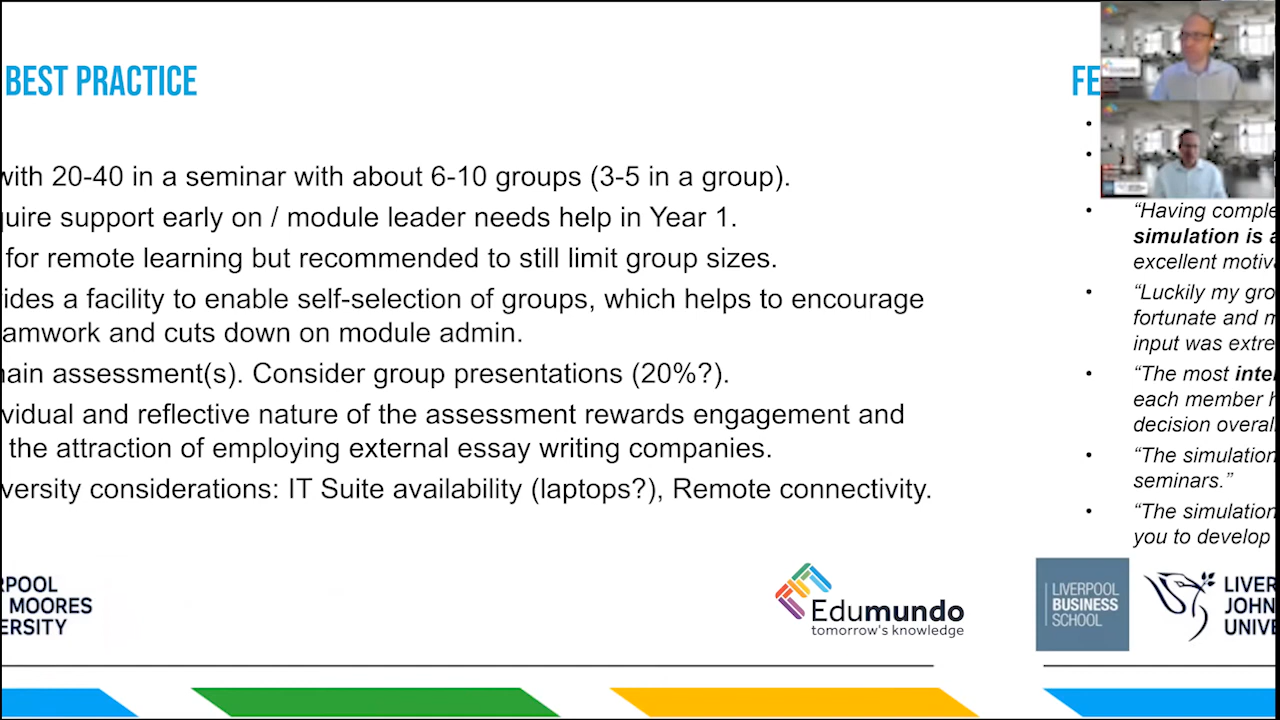 BEST PRACTICE
with 20-40 in a seminar with about 6-10 groups (3-5 in a group).
quire support early on / module leader needs help in Year 1.
for remote learning but recommended to still limit group sizes.
ides a facility to enable self-selection of groups, which helps to encourage
amwork and cuts down on module admin.
ain assessment(s). Consider group presentations (20%?).
vidual and reflective nature of the assessment rewards engagement and
the attraction of employing external essay writing companies.
versity considerations: IT Suite availability (laptops?), Remote connectivity.
RPOOL
MOORES
ERSITY
Edumundo
tomorrow's knowledge
FE
“Having comple
simulation is a
excellent motiva
“Luckily my gro
fortunate and m
input was extre
“The most inte
each member h
decision overal
“The simulation
seminars.”
“The simulation
you to develop
LIVERPOOL
BUSINESS
SCHOOL
LIVER
JOHN
UNIVE